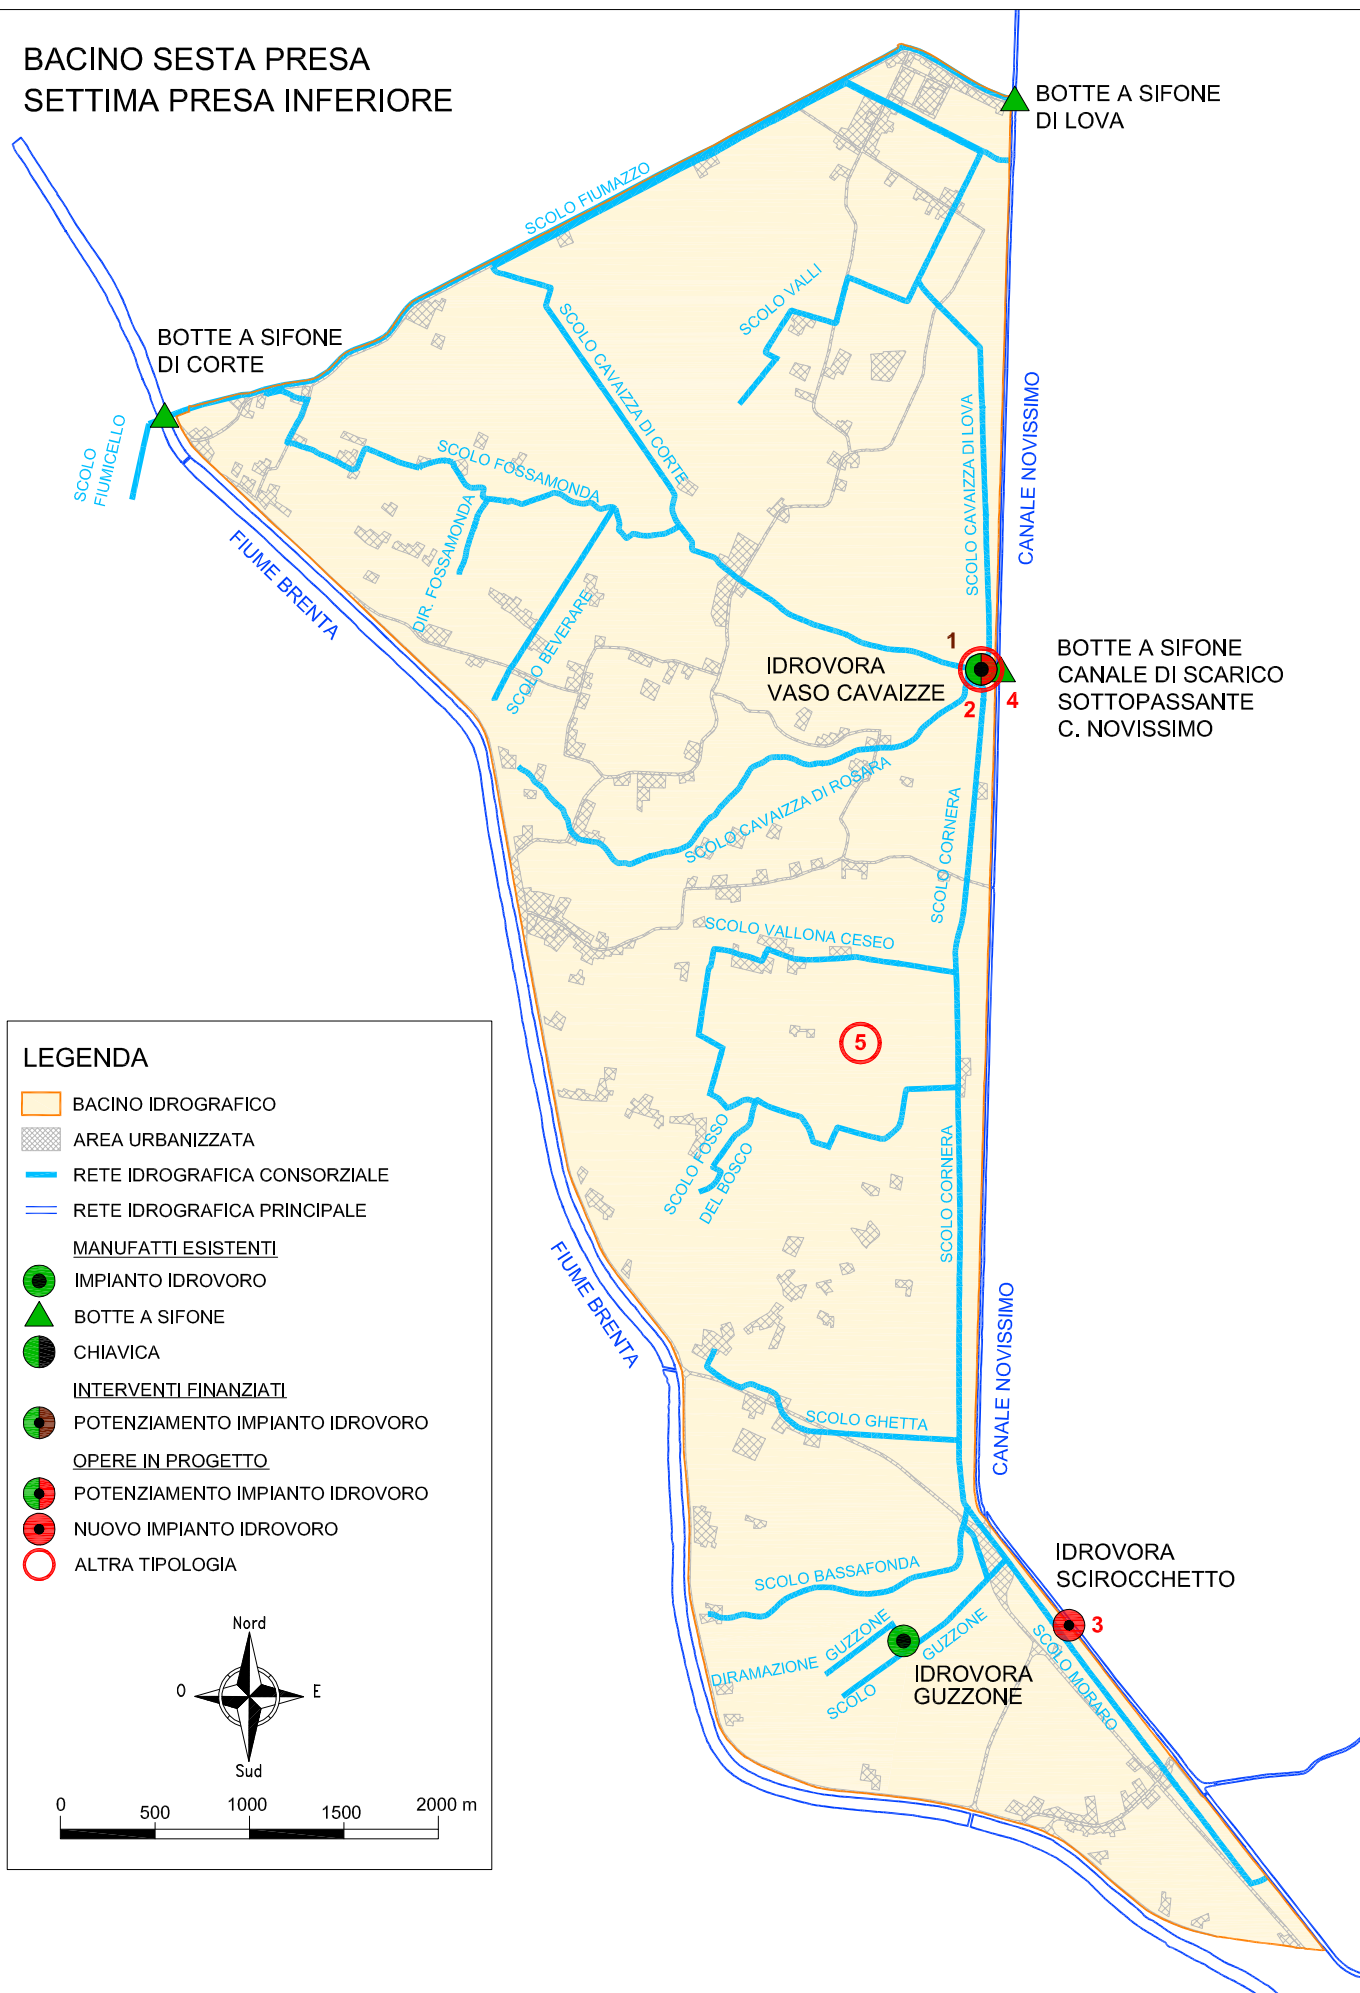 BACINO SESTA PRESA
SETTIMA PRESA INFERIORE
BOTTE A SIFONE
DI LOVA
SCOLO FIUMAZZO
SCOLO VALLI
BOTTE A SIFONE
DI CORTE
SCOLO CAVAIZZA DI CORTE
SCOLO CAVAIZZA DI LOVA
CANALE NOVISSIMO
SCOLO
FIUMICELLO
SCOLO FOSSAMONDA
DIR. FOSSAMONDA
FIUME BRENTA
SCOLO BEVERARE
1
IDROVORA
VASO CAVAIZZE
2
4
BOTTE A SIFONE
CANALE DI SCARICO
SOTTOPASSANTE
C. NOVISSIMO
SCOLO CAVAIZZA DI ROSARA
SCOLO CORNERA
SCOLO VALLONA CESEO
5
SCOLO FOSSO
DEL BOSCO
SCOLO CORNERA
FIUME BRENTA
CANALE NOVISSIMO
SCOLO GHETTA
SCOLO BASSAFONDA
IDROVORA
SCIROCCHETTO
3
DIRAMAZIONE GUZZONE
SCOLO GUZZONE
IDROVORA
GUZZONE
SCOLO MORARO
LEGENDA
BACINO IDROGRAFICO
AREA URBANIZZATA
RETE IDROGRAFICA CONSORZIALE
RETE IDROGRAFICA PRINCIPALE
MANUFATTI ESISTENTI
IMPIANTO IDROVORO
BOTTE A SIFONE
CHIAVICA
INTERVENTI FINANZIATI
POTENZIAMENTO IMPIANTO IDROVORO
OPERE IN PROGETTO
POTENZIAMENTO IMPIANTO IDROVORO
NUOVO IMPIANTO IDROVORO
ALTRA TIPOLOGIA
Nord
O
E
Sud
0 500 1000 1500 2000 m